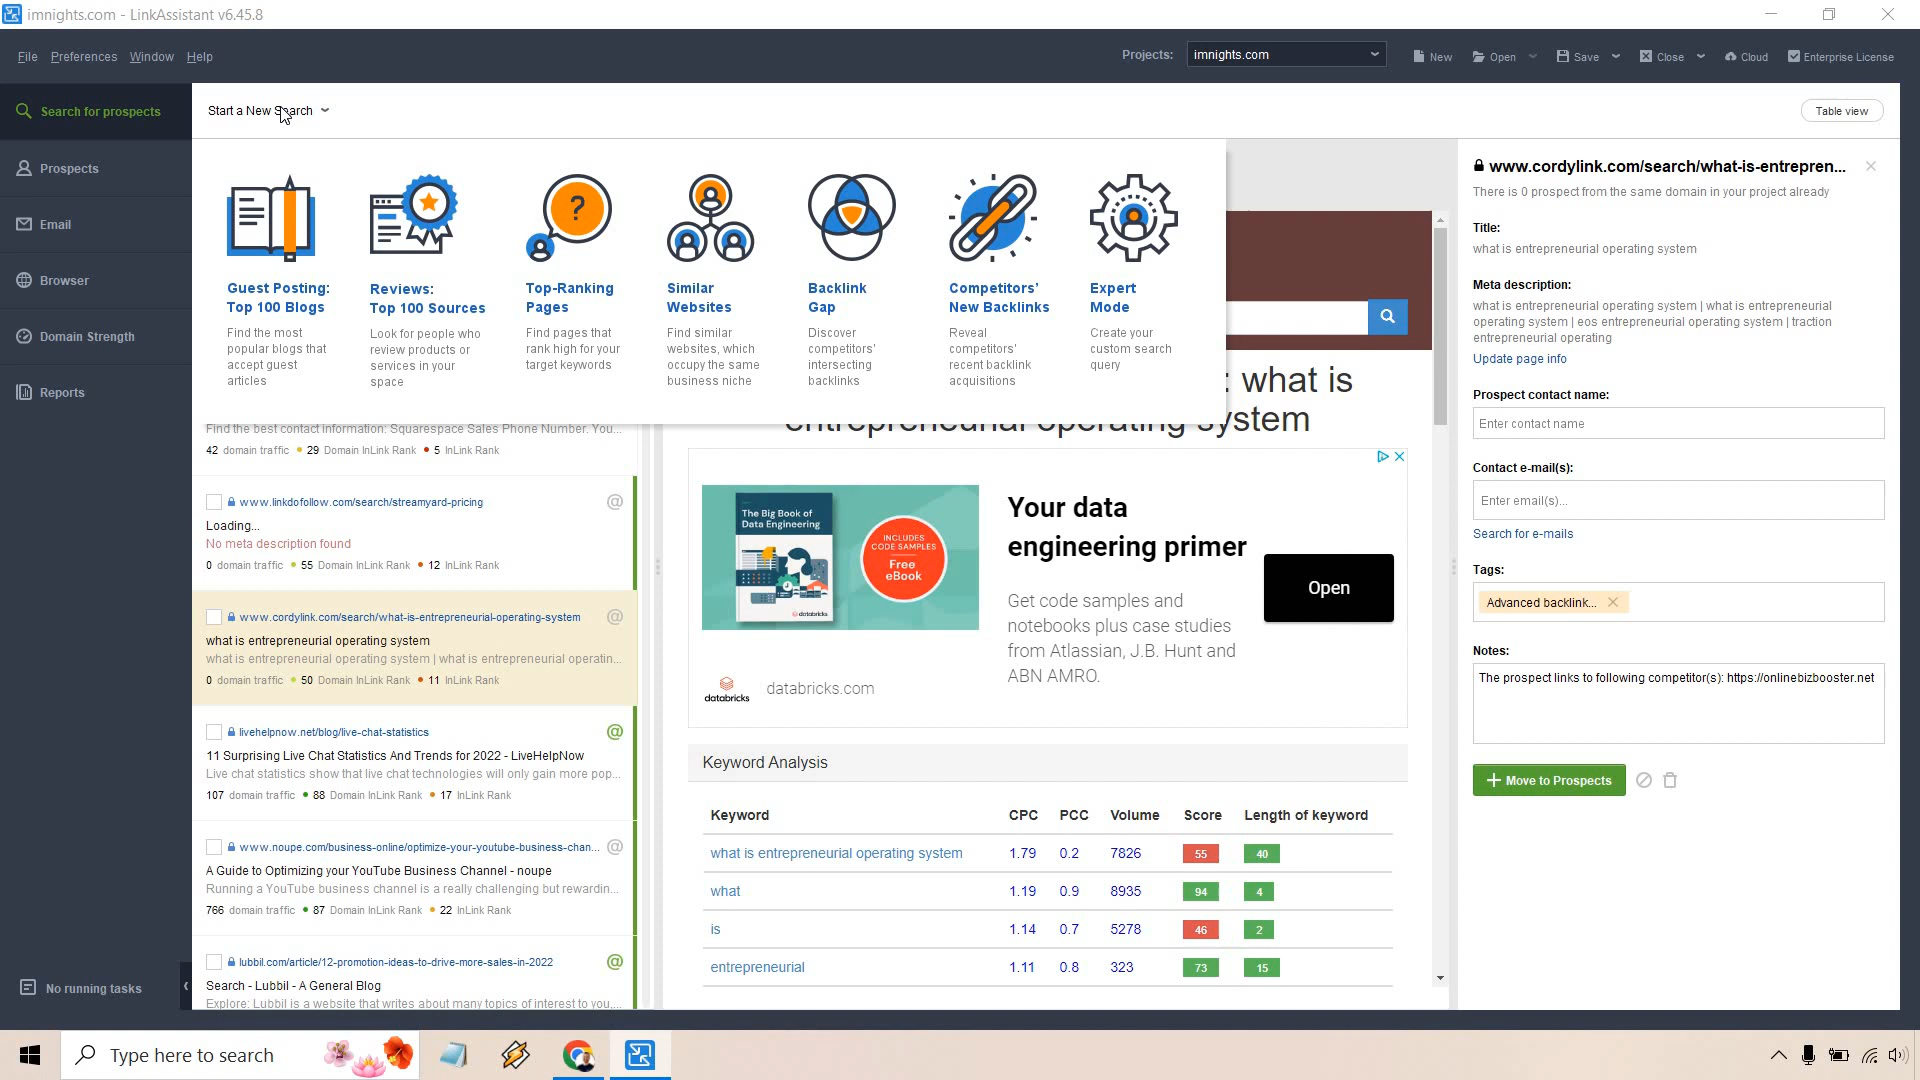 imnights.com - LinkAssistant v6.45.8
File Preferences Window Help
Projects: imnights.com
New Open Save Close Cloud Enterprise License
Search for prospects
Prospects
Email
Browser
Domain Strength
Reports
No running tasks
Start a New Search
Table view
Guest Posting:
Top 100 Blogs
Find the most
popular blogs that
accept guest
articles
Reviews:
Top 100 Sources
Look for people who
review products or
services in your
space
?
Top-Ranking
Pages
Find pages that
rank high for your
target keywords
Similar
Websites
Find similar
websites, which
occupy the same
business niche
Backlink
Gap
Discover
competitors'
intersecting
backlinks
Competitors'
New Backlinks
Reveal
competitors'
recent backlink
acquisitions
Expert
Mode
Create your
custom search
query
Find the best contact information: Squarespace Sales Phone Number. You...
42 domain traffic 29 Domain InLink Rank 5 InLink Rank
www.linkdofollow.com/search/streamyard-pricing @
Loading...
No meta description found
0 domain traffic 55 Domain InLink Rank 12 InLink Rank
www.cordylink.com/search/what-is-entrepreneurial-operating-system @
what is entrepreneurial operating system
what is entrepreneurial operating system | what is entrepreneurial operatin...
0 domain traffic 50 Domain InLink Rank 11 InLink Rank
livehelpnow.net/blog/live-chat-statistics @
11 Surprising Live Chat Statistics And Trends for 2022 - LiveHelpNow
Live chat statistics show that live chat technologies will only gain more pop...
107 domain traffic 88 Domain InLink Rank 17 InLink Rank
www.noupe.com/business-online/optimize-your-youtube-business-chan... @
A Guide to Optimizing your YouTube Business Channel - noupe
Running a YouTube business channel is a really challenging but rewardin...
766 domain traffic 87 Domain InLink Rank 22 InLink Rank
lubbil.com/article/12-promotion-ideas-to-drive-more-sales-in-2022 @
Search - Lubbil - A General Blog
Explore: Lubbil is a website that writes about many topics of interest to you,...
: what is
entrepreneurial operating system
The Big Book of
Data Engineering
INCLUDES
CODE SAMPLES
Free
eBook
databricks
Your data
engineering primer
Get code samples and
notebooks plus case studies
from Atlassian, J.B. Hunt and
ABN AMRO.
Open
databricks
databricks.com
Keyword Analysis
Keyword CPC PCC Volume Score Length of keyword
what is entrepreneurial operating system 1.79 0.2 7826 55 40
what 1.19 0.9 8935 94 4
is 1.14 0.7 5278 46 2
entrepreneurial 1.11 0.8 323 73 15
www.cordylink.com/search/what-is-entrepren...
There is 0 prospect from the same domain in your project already
Title:
what is entrepreneurial operating system
Meta description:
what is entrepreneurial operating system | what is entrepreneurial
operating system | eos entrepreneurial operating system | traction
entrepreneurial operating
Update page info
Prospect contact name:
Enter contact name
Contact e-mail(s):
Enter email(s)...
Search for e-mails
Tags:
Advanced backlink...
Notes:
The prospect links to following competitor(s): https://onlinebizbooster.net
Move to Prospects
Type here to search